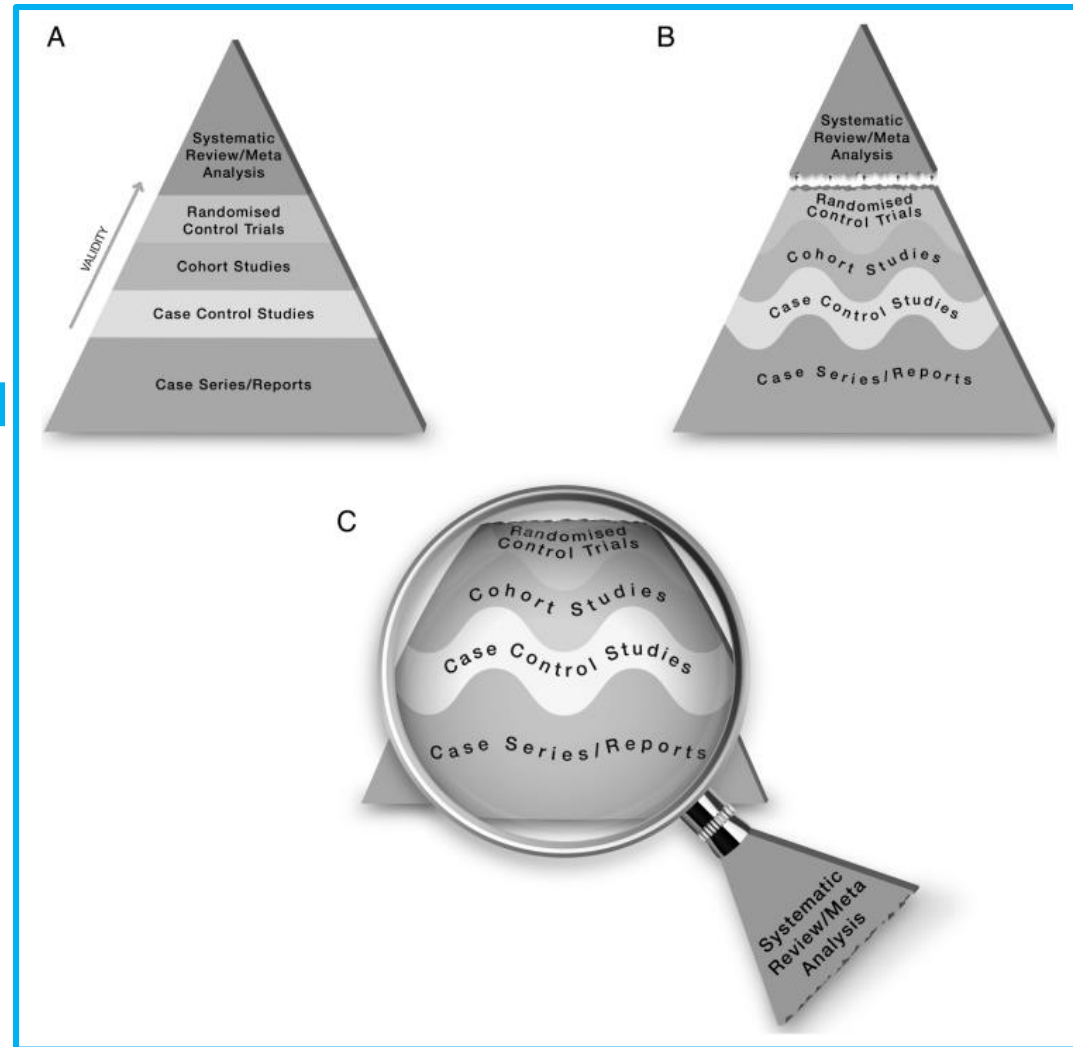 A
Systematic
Review/Meta
Analysis
Randomised
Control Trials
Cohort Studies
Case Control Studies
Case Series/Reports
VALIDITY
B
Systematic
Review/Meta
Analysis
Randomised
Control Trials
Cohort Studies
Case Control Studies
Case Series/Reports
C
Randomised
Control Trials
Cohort Studies
Case Control Studies
Case Series/Reports
Systematic
Review/Meta
Analysis